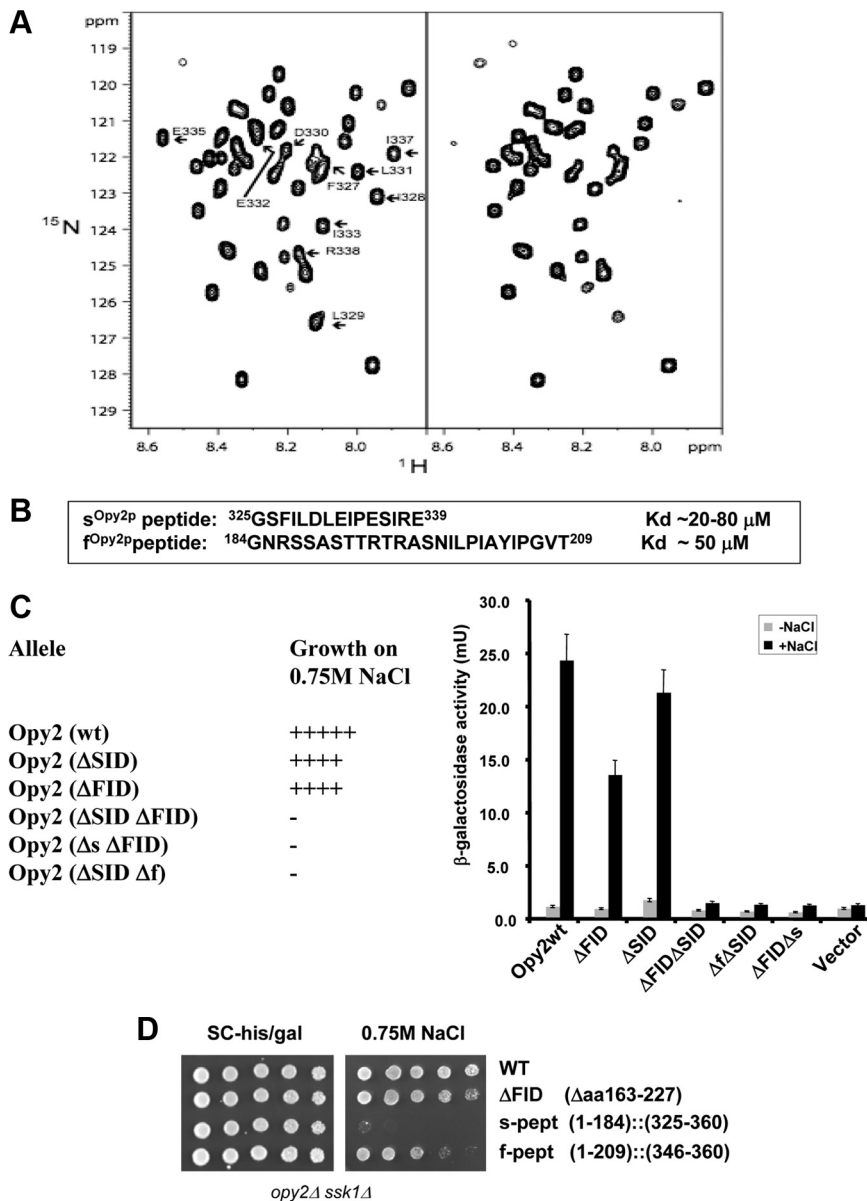 A
ppm
119
120
121
122
123
124
125
126
127
128
129
15 N
E335
D330
I337
L331
F327
I328
E332
I333
R338
L329
8.6 8.4 8.2 8.0
8.4 8.2 8.0 ppm
1 H
B
sOpy2p peptide: 325GSFILDLEIPESIRE339 Kd ~20-80 μM
fOpy2ppeptide: 184GNRSSASTTRTRASNILPIAYIPGVT209 Kd ~ 50 μM
C
Allele Growth on
0.75M NaCl
Opy2 (wt) +++++
Opy2 (ΔSID) ++++
Opy2 (ΔFID) ++++
Opy2 (ΔSID ΔFID) -
Opy2 (Δs ΔFID) -
Opy2 (ΔSID Δf) -
β-galactosidase activity (mU)
30.0
25.0
20.0
15.0
10.0
5.0
0.0
-NaCl
+NaCl
Opy2wt
ΔFID
ΔSID
ΔFIDΔSID
ΔfΔSID
ΔFIDΔs
Vector
D
SC-his/gal 0.75M NaCl
WT
ΔFID (Δaa163-227)
s-pept (1-184)::(325-360)
f-pept (1-209)::(346-360)
opy2Δ ssk1Δ